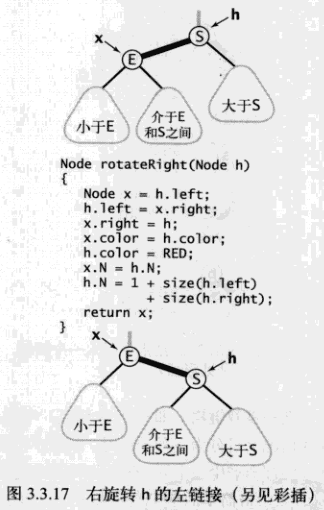 h
x
S
E
小于E
介于E
和S之间
大于S
Node rotateRight(Node h)
{
Node x = h.left;
h.left = x.right;
x.right = h;
x.color = h.color;
h.color = RED;
x.N = h.N;
h.N = 1 + size(h.left)
+ size(h.right);
return x;
}
x
E
h
S
小于E
介于E
和S之间
大于S
图 3.3.17 右旋转 h 的左链接（另见彩插）